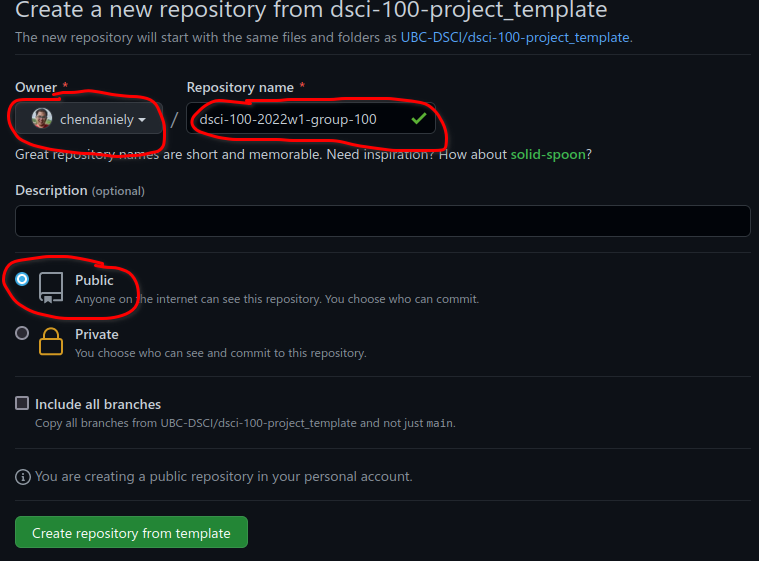 Create a new repository from dsci-100-project_template
The new repository will start with the same files and folders as UBC-DSCI/dsci-100-project_template.
Owner *
Repository name *
chendaniely / dsci-100-2022w1-group-100
Great repository names are short and memorable. Need inspiration? How about solid-spoon?
Description (optional)
Public
Anyone on the internet can see this repository. You choose who can commit.
Private
You choose who can see and commit to this repository.
Include all branches
Copy all branches from UBC-DSCI/dsci-100-project_template and not just main.
You are creating a public repository in your personal account.
Create repository from template